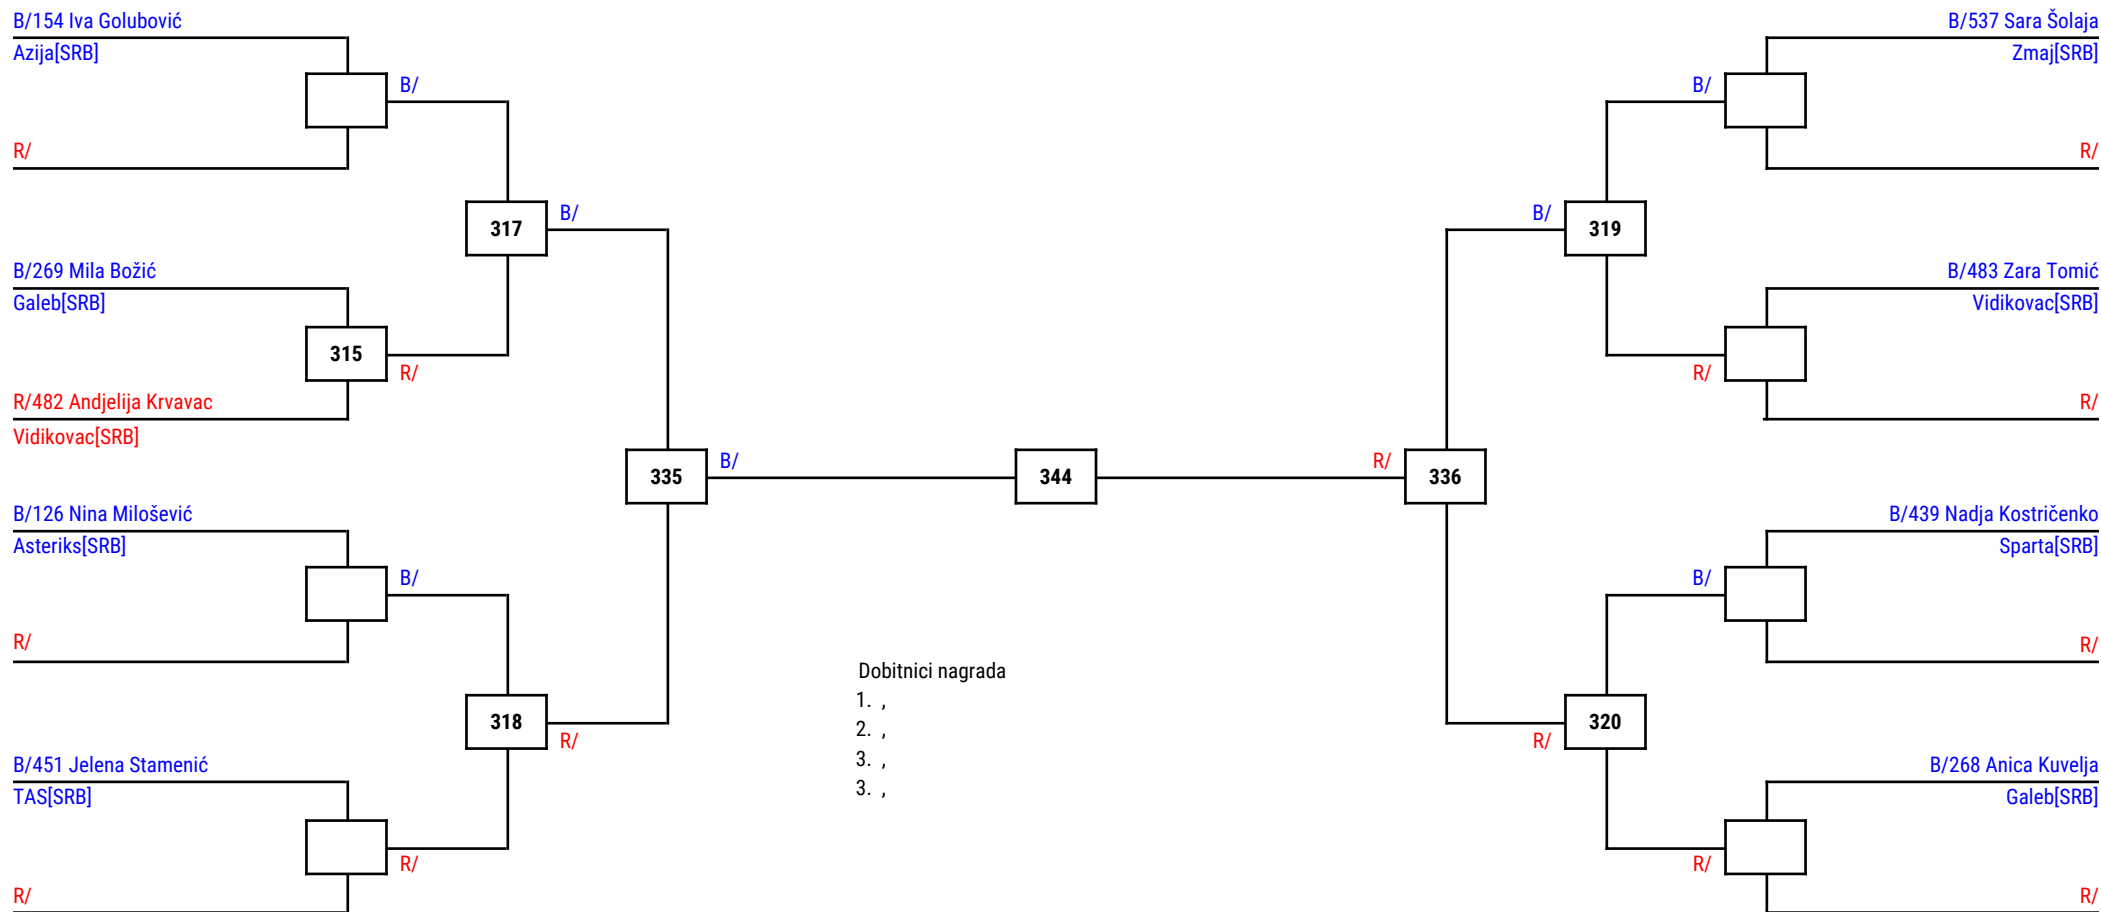 B/154 Iva Golubović
Azija[SRB]
B/
R/
317
B/
B/269 Mila Božić
Galeb[SRB]
315
R/
R/482 Andjelija Krvavac
Vidikovac[SRB]
335
B/
344
R/
336
B/126 Nina Milošević
Asteriks[SRB]
B/
R/
318
R/
B/451 Jelena Stamenić
TAS[SRB]
R/
R/
Dobitnici nagrada
1. ,
2. ,
3. ,
3. ,
B/537 Sara Šolaja
Zmaj[SRB]
B/
R/
B/
319
B/483 Zara Tomić
Vidikovac[SRB]
R/
R/
B/439 Nadja Kostričenko
Sparta[SRB]
B/
R/
320
R/
B/268 Anica Kuvelja
Galeb[SRB]
R/
R/